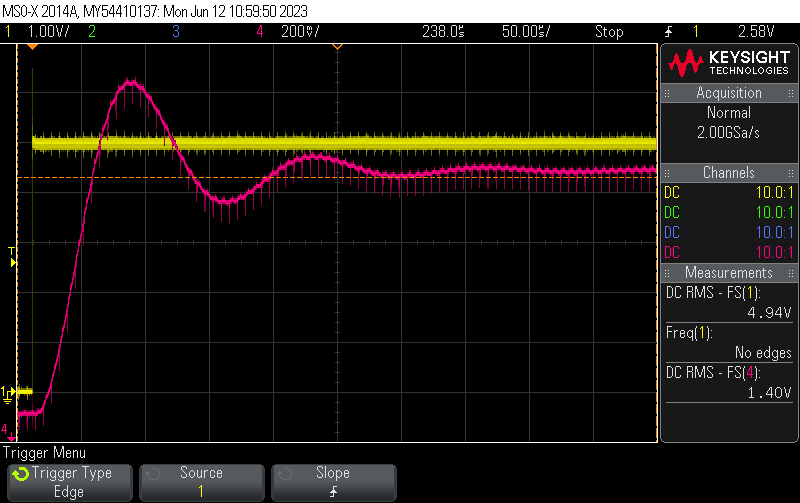 MSO-X 2014A, MY54410137: Mon Jun 12 10:59:50 2023
1 1.00V/ 2 3 4 200mV/ 238.0µs 50.00µs/ Stop 1 2.58V
KEYSIGHT
TECHNOLOGIES
Acquisition
Normal
2.00GSa/s
Channels
DC 10.0:1
DC 10.0:1
DC 10.0:1
DC 10.0:1
Measurements
DC RMS - FS(1):
4.94V
Freq(1):
No edges
DC RMS - FS(4):
1.40V
T
1
4
Trigger Menu
Trigger Type
Edge
Source
1
Slope